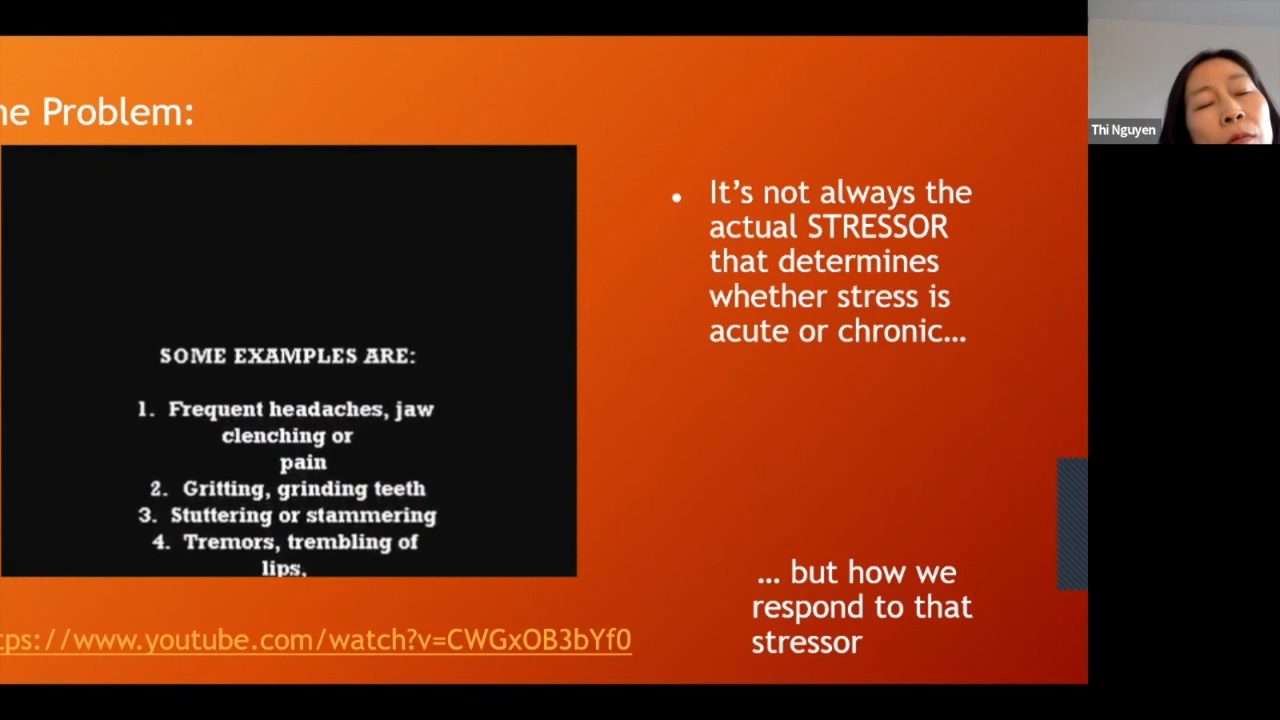 he Problem:
SOME EXAMPLES ARE:
1. Frequent headaches, jaw
clenching or
pain
2. Gritting, grinding teeth
3. Stuttering or stammering
4. Tremors, trembling of
lips,
tps://www.youtube.com/watch?v=CWGxOB3bYf0
• It’s not always the
actual STRESSOR
that determines
whether stress is
acute or chronic…
… but how we
respond to that
stressor
Thi Nguyen